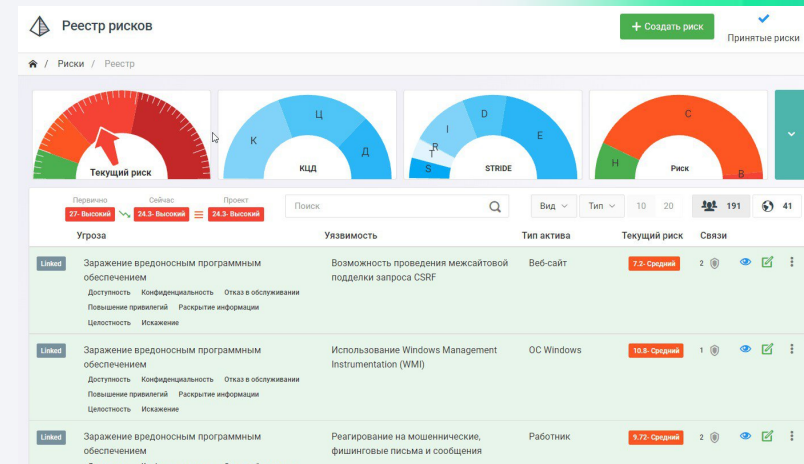 Реестр рисков
+ Создать риск
Принятые риски
/ Риски / Реестр
Текущий риск
К
Ц
Д
КЦД
S
T
R
I
D
E
STRIDE
Н
С
В
Риск
Первично Сейчас Проект
27- Высокий 24.3- Высокий 24.3- Высокий
Поиск
Вид Тип 10 20 191 41
Угроза Уязвимость Тип актива Текущий риск Связи
Linked Заражение вредоносным программным Возможность проведения межсайтовой Веб-сайт 7.2- Средний 2
обеспечением подделки запроса CSRF
Доступность Конфиденциальность Отказ в обслуживании
Повышение привилегий Раскрытие информации
Целостность Искажение
Linked Заражение вредоносным программным Использование Windows Management ОС Windows 10.8- Средний 1
обеспечением Instrumentation (WMI)
Доступность Конфиденциальность Отказ в обслуживании
Повышение привилегий Раскрытие информации
Целостность Искажение
Linked Заражение вредоносным программным Реагирование на мошеннические, Работник 9.72- Средний 2
обеспечением фишинговые письма и сообщения